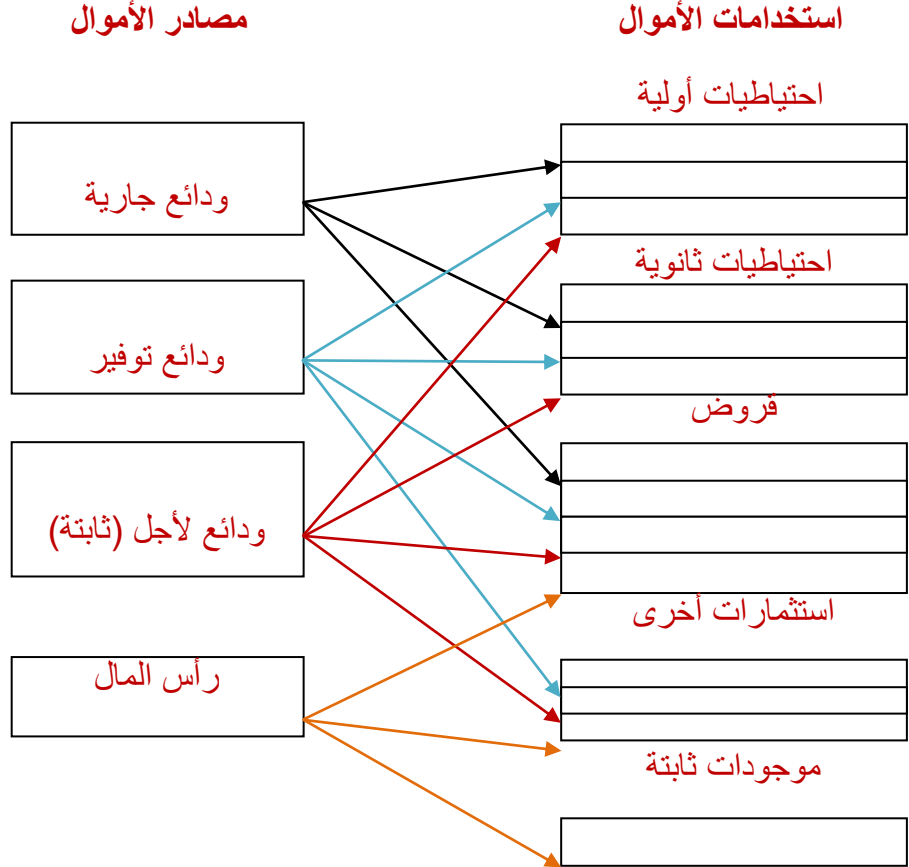 استخدامات الأموال
مصادر الأموال
احتياطيات أولية
ودائع جارية
احتياطيات ثانوية
ودائع توفير
قروض
ودائع لأجل (ثابتة)
استثمارات أخرى
رأس المال
موجودات ثابتة